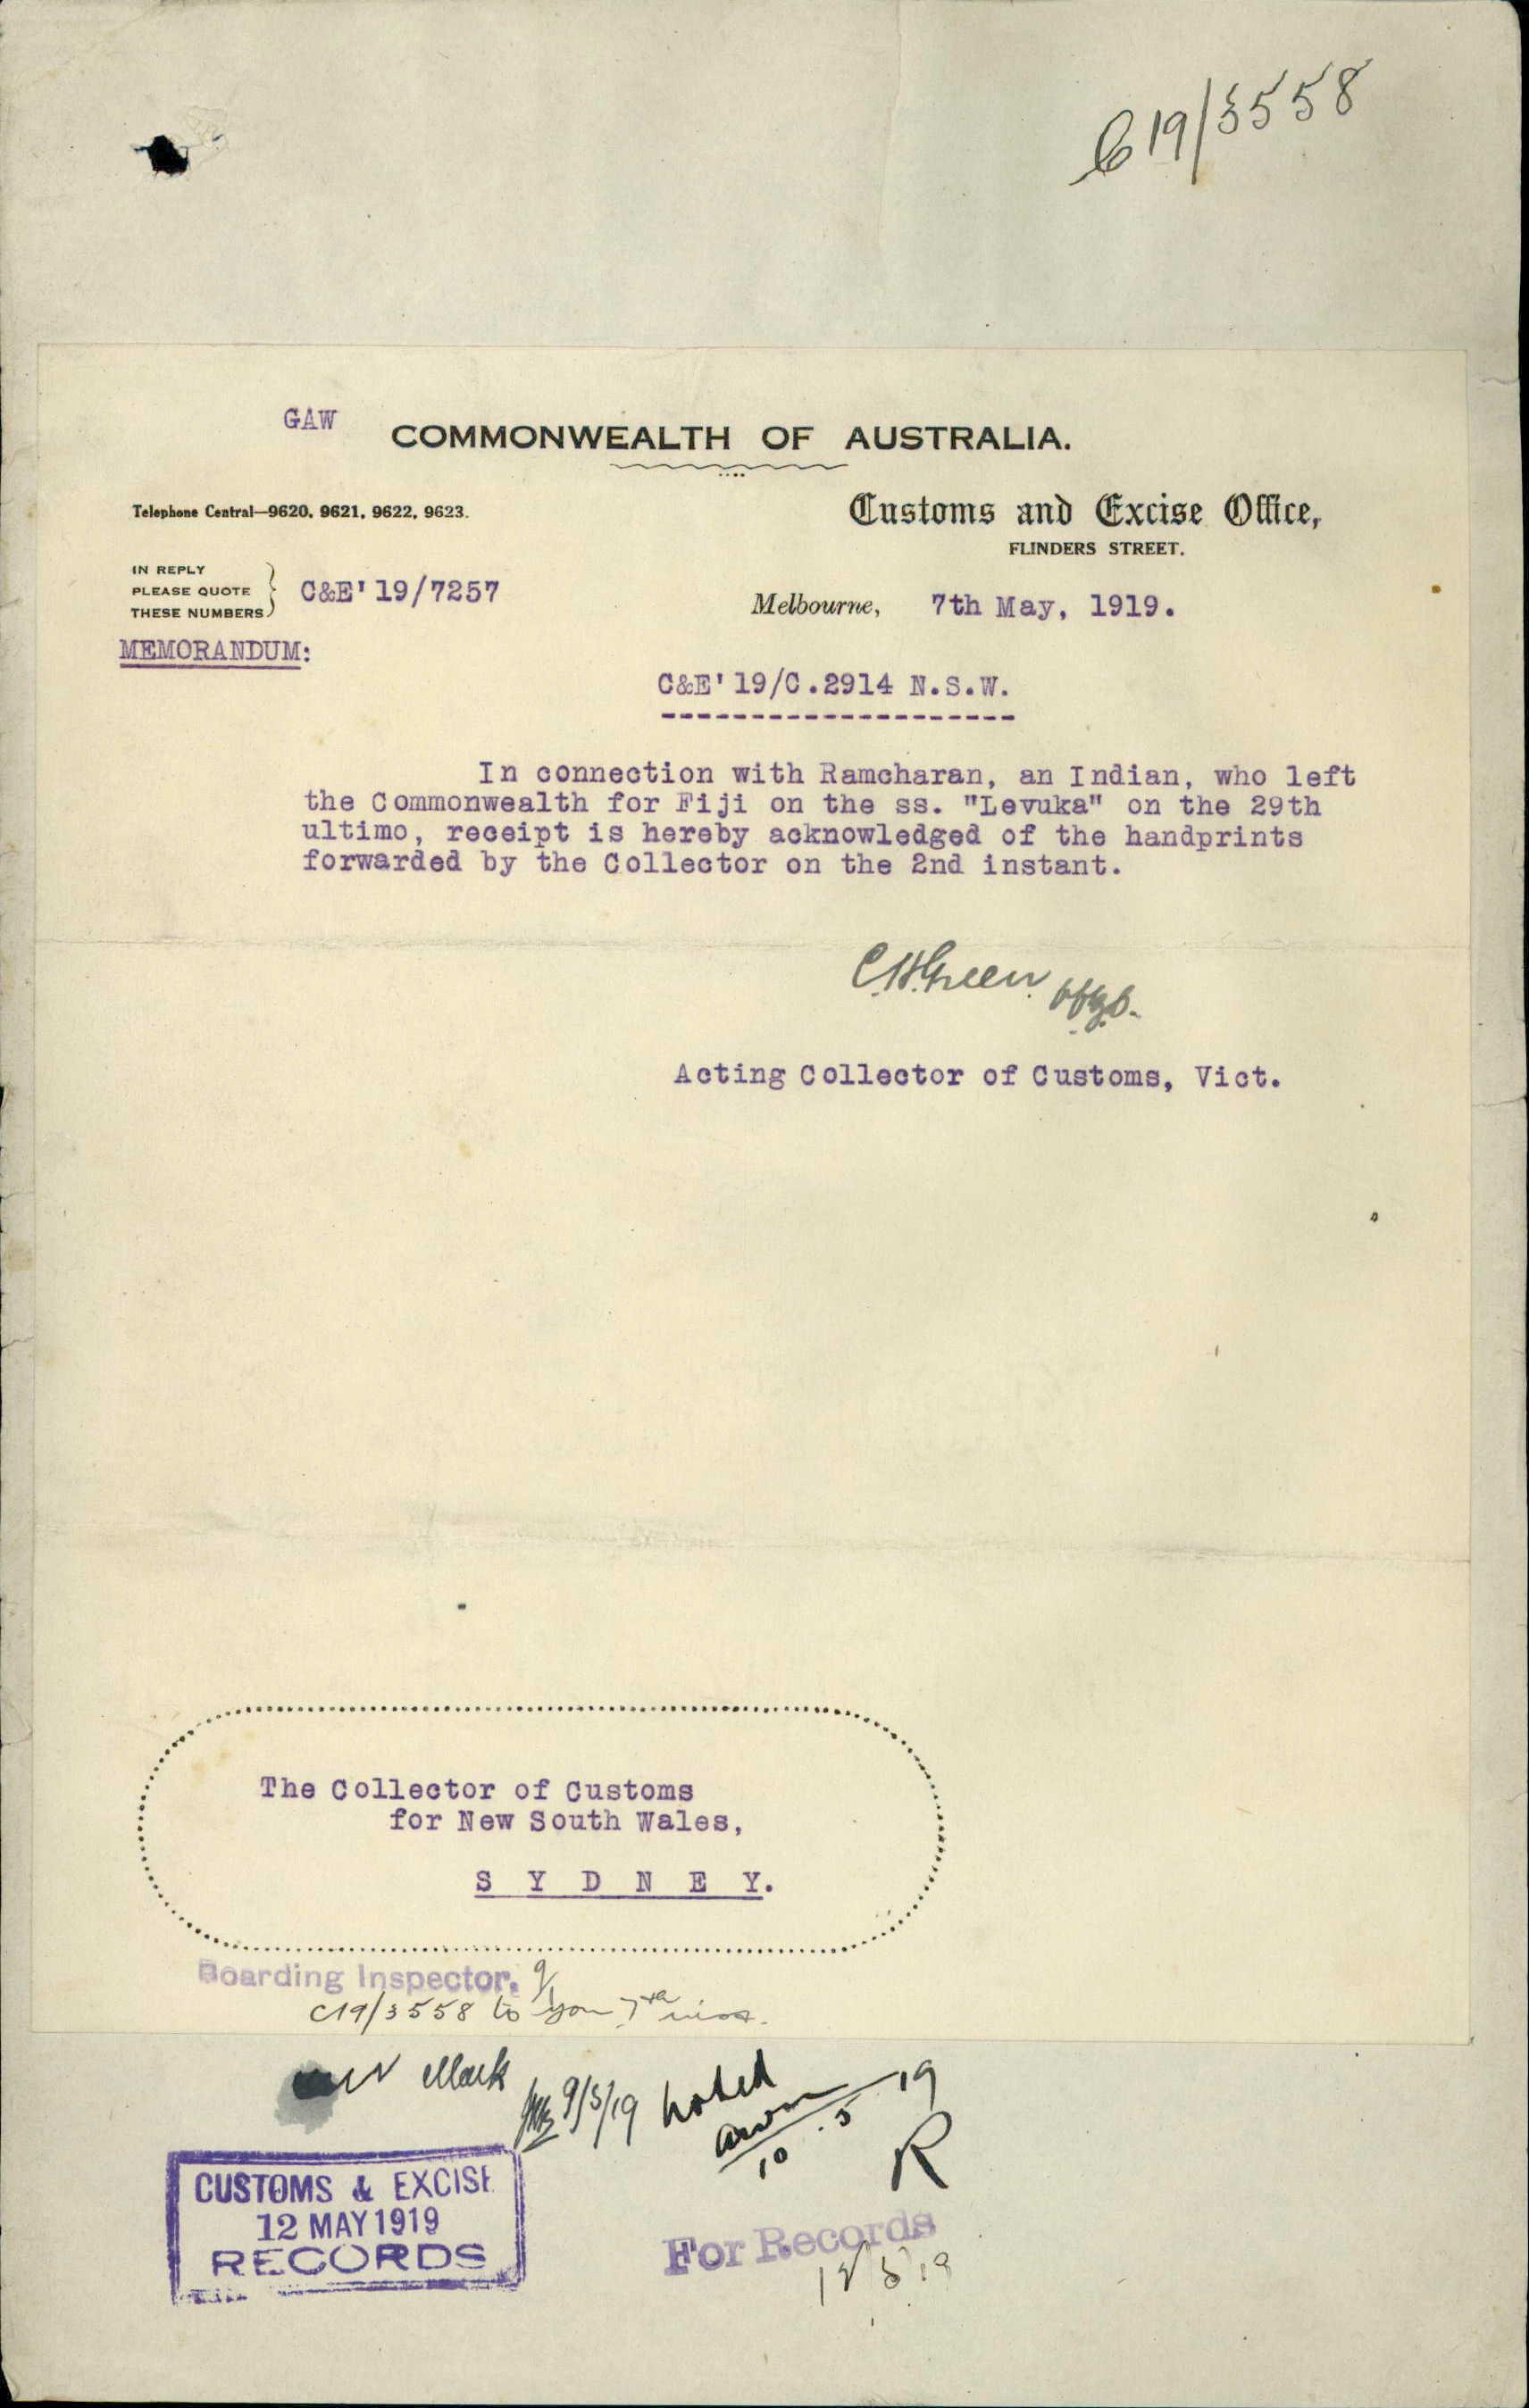 C19/3558
GAW
COMMONWEALTH OF AUSTRALIA.
Telephone Central—9620, 9621, 9622, 9623.
Customs and Excise Office,
FLINDERS STREET.
IN REPLY
PLEASE QUOTE
THESE NUMBERS
C&E'19/7257
Melbourne, 7th May, 1919.
MEMORANDUM:
C&E'19/C.2914 N.S.W.
In connection with Ramcharan, an Indian, who left
the Commonwealth for Fiji on the ss. "Levuka" on the 29th
ultimo, receipt is hereby acknowledged of the handprints
forwarded by the Collector on the 2nd instant.
C.H.Green
Acting Collector of Customs, Vict.
The Collector of Customs
for New South Wales,
S Y D N E Y.
Boarding Inspector.
C19/3558 to you 7th
9/5/19 noted
10.5 19
R
CUSTOMS & EXCISE
12 MAY 1919
RECORDS
For Records
12 5 19